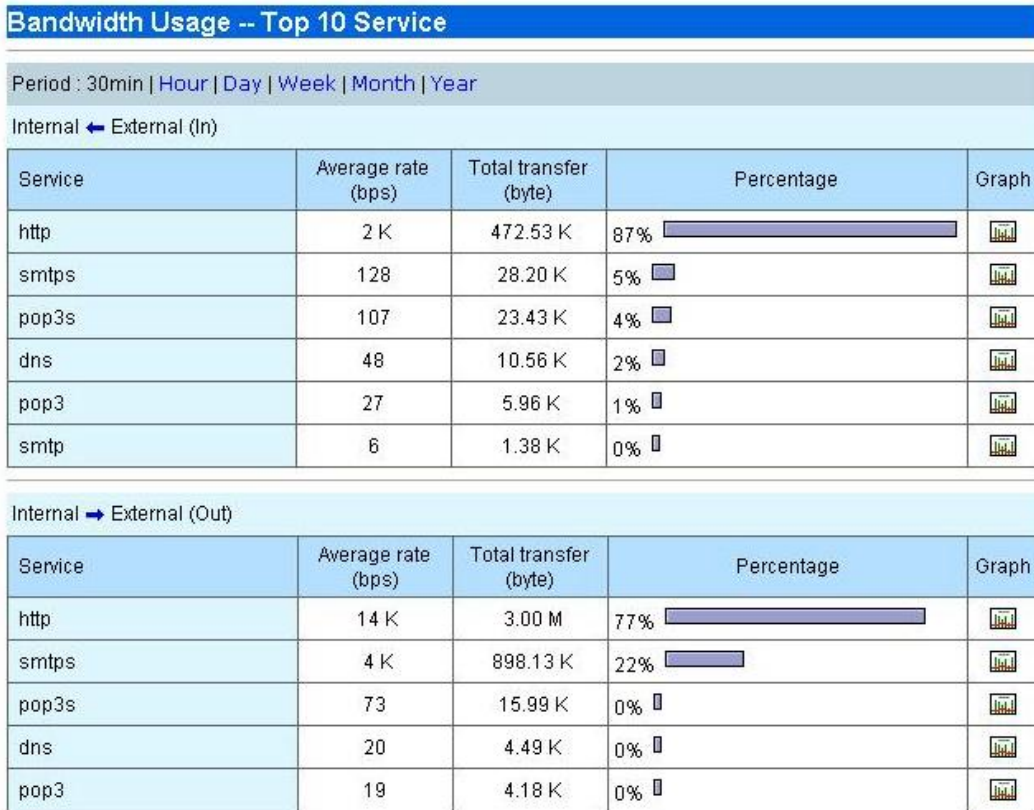 Bandwidth Usage -- Top 10 Service
Period : 30min | Hour | Day | Week | Month | Year
Internal ← External (In)
Service Average rate (bps) Total transfer (byte) Percentage Graph
http 2 K 472.53 K 87%
smtps 128 28.20 K 5%
pop3s 107 23.43 K 4%
dns 48 10.56 K 2%
pop3 27 5.96 K 1%
smtp 6 1.38 K 0%
Internal → External (Out)
Service Average rate (bps) Total transfer (byte) Percentage Graph
http 14 K 3.00 M 77%
smtps 4 K 898.13 K 22%
pop3s 73 15.99 K 0%
dns 20 4.49 K 0%
pop3 19 4.18 K 0%